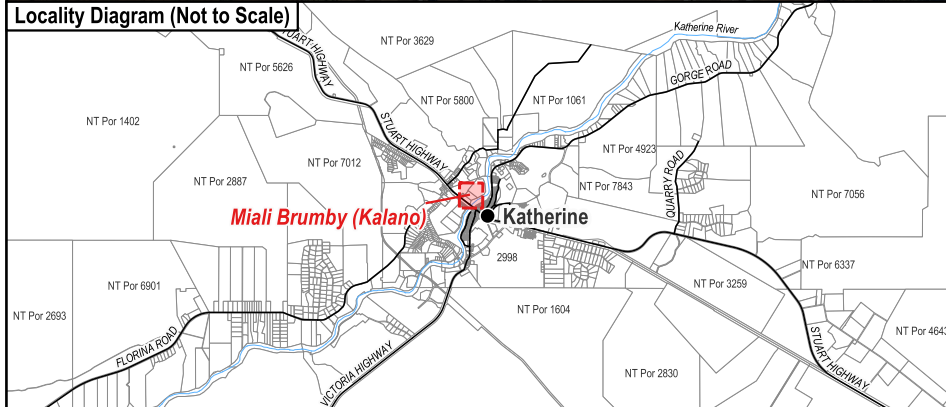 Locality Diagram (Not to Scale)
STUART HIGHWAY
NT Por 3629
Katherine River
NT Por 5626
GORGE ROAD
NT Por 5800
NT Por 1061
NT Por 1402
STUART HIGHWAY
NT Por 4923
NT Por 7012
QUARRY ROAD
NT Por 2887
NT Por 7843
NT Por 7056
Miali Brumby (Kalano)
Katherine
2998
NT Por 6337
NT Por 6901
NT Por 3259
NT Por 2693
NT Por 1604
NT Por 4643
FLORINA ROAD
STUART HIGHWAY
VICTORIA HIGHWAY
NT Por 2830